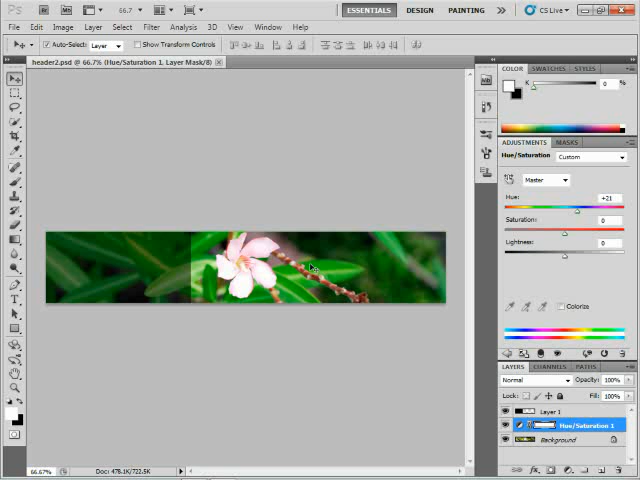 Ps Br Mb 66.7 ESSENTIALS DESIGN PAINTING >> CS Live
File Edit Image Layer Select Filter Analysis 3D View Window Help
Auto-Select: Layer Show Transform Controls
header2.psd @ 66.7% (Hue/Saturation 1, Layer Mask/8)
COLOR SWATCHES STYLES
K 0 %
Mb
ADJUSTMENTS MASKS
Hue/Saturation Custom
Master
Hue: +21
Saturation: 0
Lightness: 0
Colorize
LAYERS CHANNELS PATHS
Normal Opacity: 100%
Lock: Fill: 100%
Layer 1
Hue/Saturation 1
Background
66.67% Doc: 478.1K/722.5K